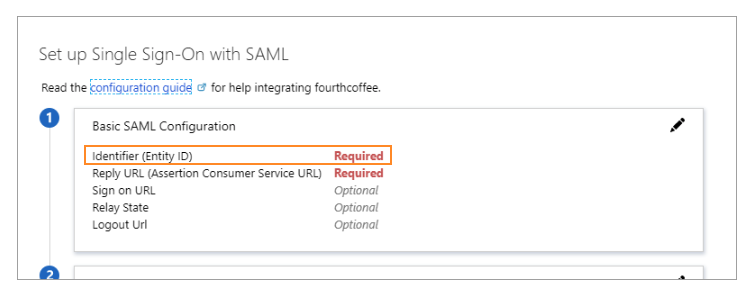 Set up Single Sign-On with SAML
Read the configuration guide for help integrating fourthcoffee.
1
Basic SAML Configuration
Identifier (Entity ID) Required
Reply URL (Assertion Consumer Service URL) Required
Sign on URL Optional
Relay State Optional
Logout Url Optional
2